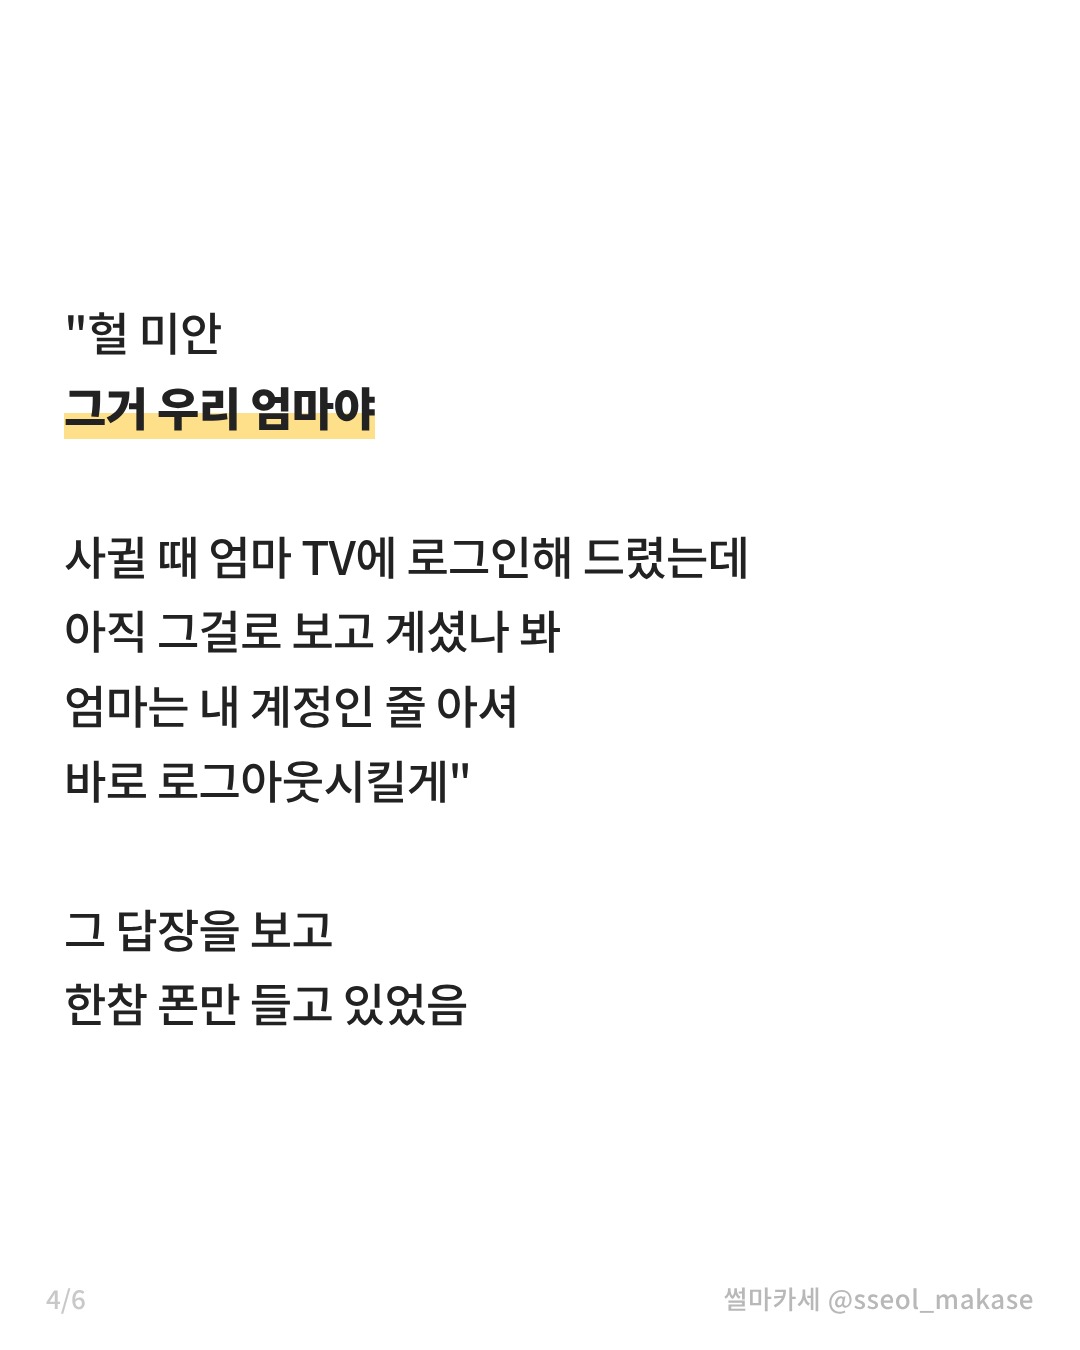 "헐 미안
그거 우리 엄마야
사귈 때 엄마 TV에 로그인해 드렸는데
아직 그걸로 보고 계셨나 봐
엄마는 내 계정인 줄 아셔
바로 로그아웃시킬게"
그 답장을 보고
한참 폰만 들고 있었음
4/6
썰마카세 @sseol_makase